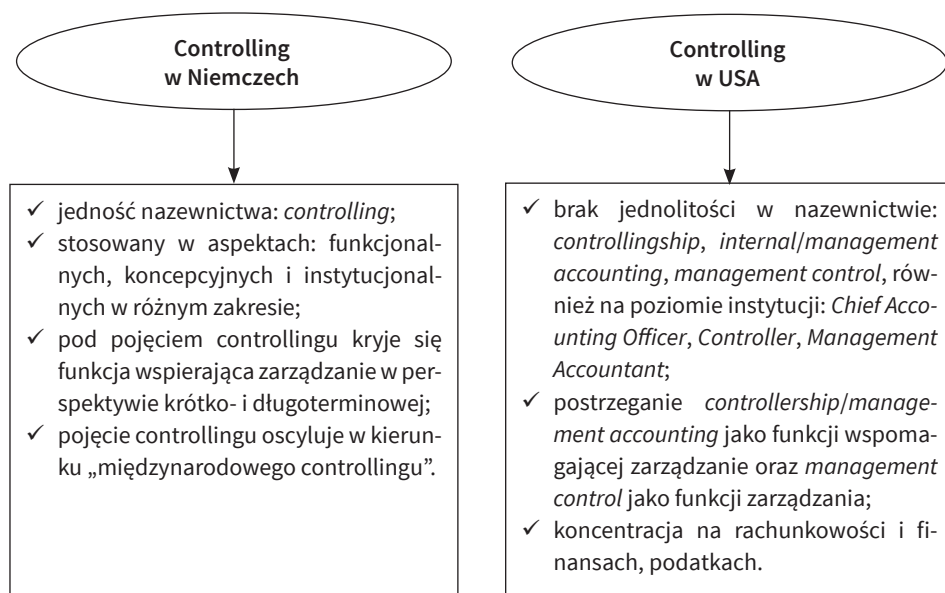 Controlling
w Niemczech
✓ jedność nazewnictwa: controlling;
✓ stosowany w aspektach: funkcjonal-
nych, koncepcyjnych i instytucjonal-
nych w różnym zakresie;
✓ pod pojęciem controllingu kryje się
funkcja wspierająca zarządzanie w per-
spektywie krótko- i długoterminowej;
✓ pojęcie controllingu oscyluje w kierun-
ku „międzynarodowego controllingu”.
Controlling
w USA
✓ brak jednolitości w nazewnictwie:
controllingship, internal/management
accounting, management control, rów-
nież na poziomie instytucji: Chief Acco-
unting Officer, Controller, Management
Accountant;
✓ postrzeganie controllership/manage-
ment accounting jako funkcji wspoma-
gającej zarządzanie oraz management
control jako funkcji zarządzania;
✓ koncentracja na rachunkowości i fi-
nansach, podatkach.